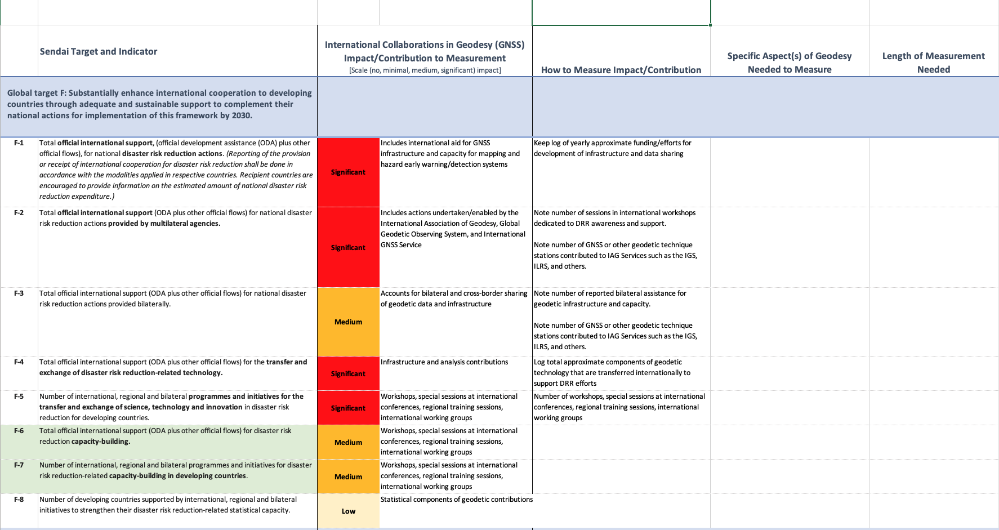 Sendai Target and Indicator
International Collaborations in Geodesy (GNSS)
Impact/Contribution to Measurement
[Scale (no, minimal, medium, significant) impact]
How to Measure Impact/Contribution
Specific Aspect(s) of Geodesy
Needed to Measure
Length of Measurement
Needed
Global target F: Substantially enhance international cooperation to developing
countries through adequate and sustainable support to complement their
national actions for implementation of this framework by 2030.
F-1
Total official international support, (official development assistance (ODA) plus other
official flows), for national disaster risk reduction actions. (Reporting of the provision
or receipt of international cooperation for disaster risk reduction shall be done in
accordance with the modalities applied in respective countries. Recipient countries are
encouraged to provide information on the estimated amount of national disaster risk
reduction expenditure.)
Significant
Includes international aid for GNSS
infrastructure and capacity for mapping and
hazard early warning/detection systems
Keep log of yearly approximate funding/efforts for
development of infrastructure and data sharing
F-2
Total official international support (ODA plus other official flows) for national disaster
risk reduction actions provided by multilateral agencies.
Significant
Includes actions undertaken/enabled by the
International Association of Geodesy, Global
Geodetic Observing System, and International
GNSS Service
Note number of sessions in international workshops
dedicated to DRR awareness and support.
Note number of GNSS or other geodetic technique
stations contributed to IAG Services such as the IGS,
ILRS, and others.
F-3
Total official international support (ODA plus other official flows) for national disaster
risk reduction actions provided bilaterally.
Medium
Accounts for bilateral and cross-border sharing
of geodetic data and infrastructure
Note number of reported bilateral assistance for
geodetic infrastructure and capacity.
Note number of GNSS or other geodetic technique
stations contributed to IAG Services such as the IGS,
ILRS, and others.
F-4
Total official international support (ODA plus other official flows) for the transfer and
exchange of disaster risk reduction-related technology.
Significant
Infrastructure and analysis contributions
Log total approximate components of geodetic
technology that are transferred internationally to
support DRR efforts
F-5
Number of international, regional and bilateral programmes and initiatives for the
transfer and exchange of science, technology and innovation in disaster risk
reduction for developing countries.
Significant
Workshops, special sessions at international
conferences, regional training sessions,
international working groups
Number of workshops, special sessions at international
conferences, regional training sessions, international
working groups
F-6
Total official international support (ODA plus other official flows) for disaster risk
reduction capacity-building.
Medium
Workshops, special sessions at international
conferences, regional training sessions,
international working groups
F-7
Number of international, regional and bilateral programmes and initiatives for disaster
risk reduction-related capacity-building in developing countries.
Medium
Workshops, special sessions at international
conferences, regional training sessions,
international working groups
F-8
Number of developing countries supported by international, regional and bilateral
initiatives to strengthen their disaster risk reduction-related statistical capacity.
Low
Statistical components of geodetic contributions